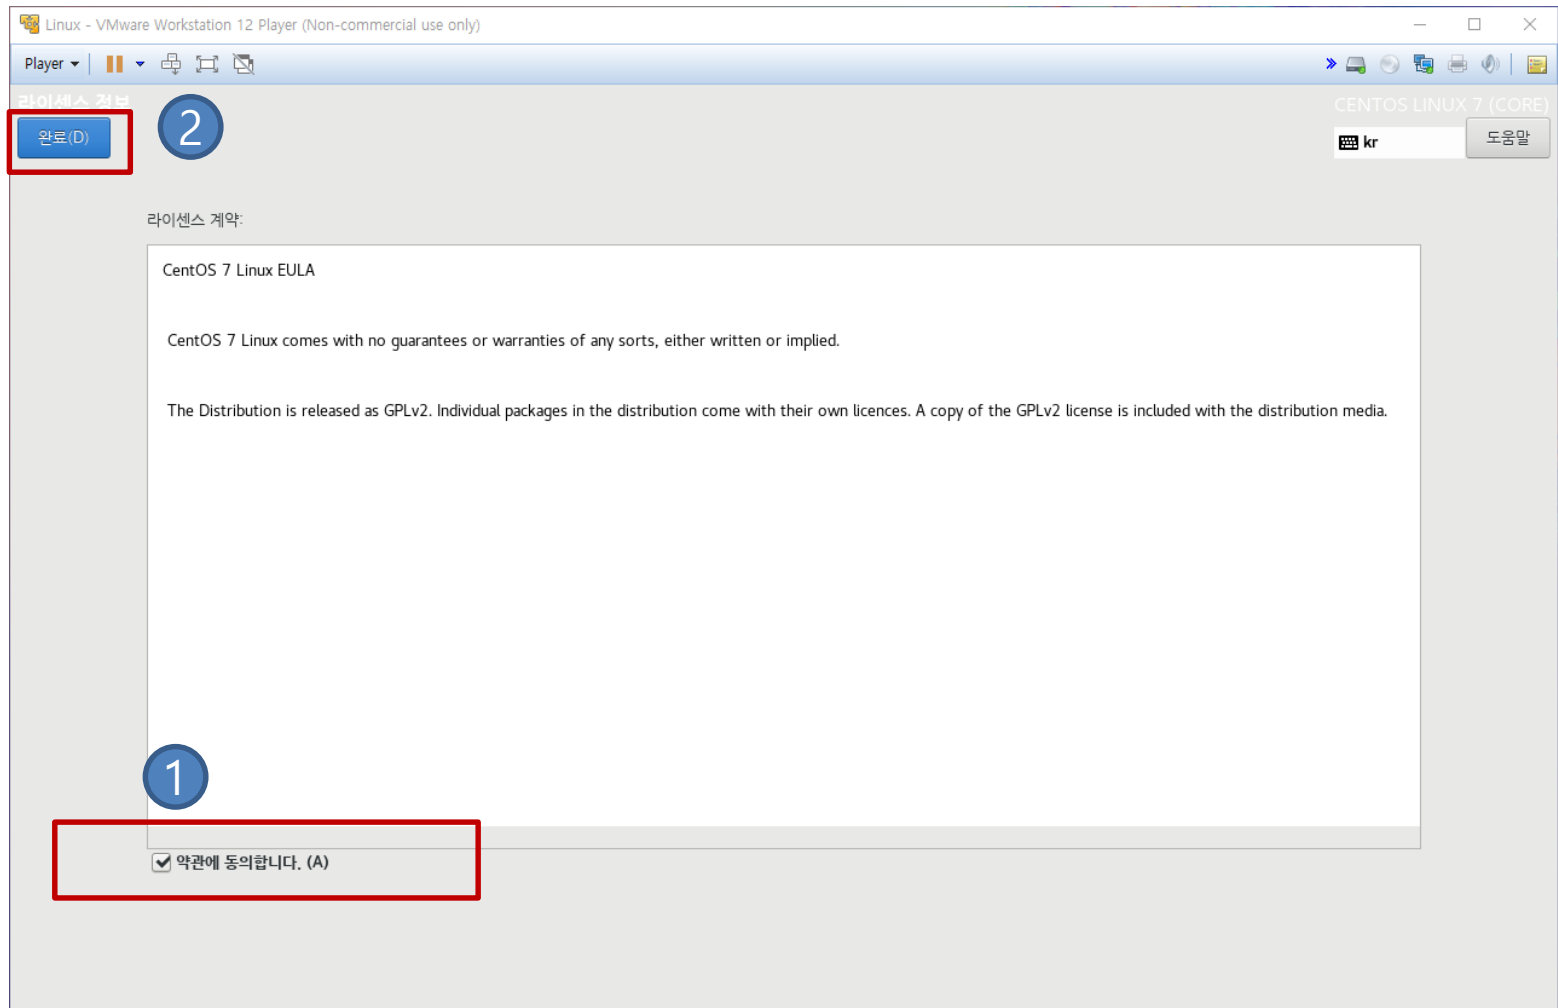 Linux - VMware Workstation 12 Player (Non-commercial use only)
Player
라이센스 정보
CENTOS LINUX 7 (CORE)
완료(D)
2
kr
도움말
라이센스 계약:
CentOS 7 Linux EULA
CentOS 7 Linux comes with no guarantees or warranties of any sorts, either written or implied.
The Distribution is released as GPLv2. Individual packages in the distribution come with their own licences. A copy of the GPLv2 license is included with the distribution media.
1
약관에 동의합니다. (A)